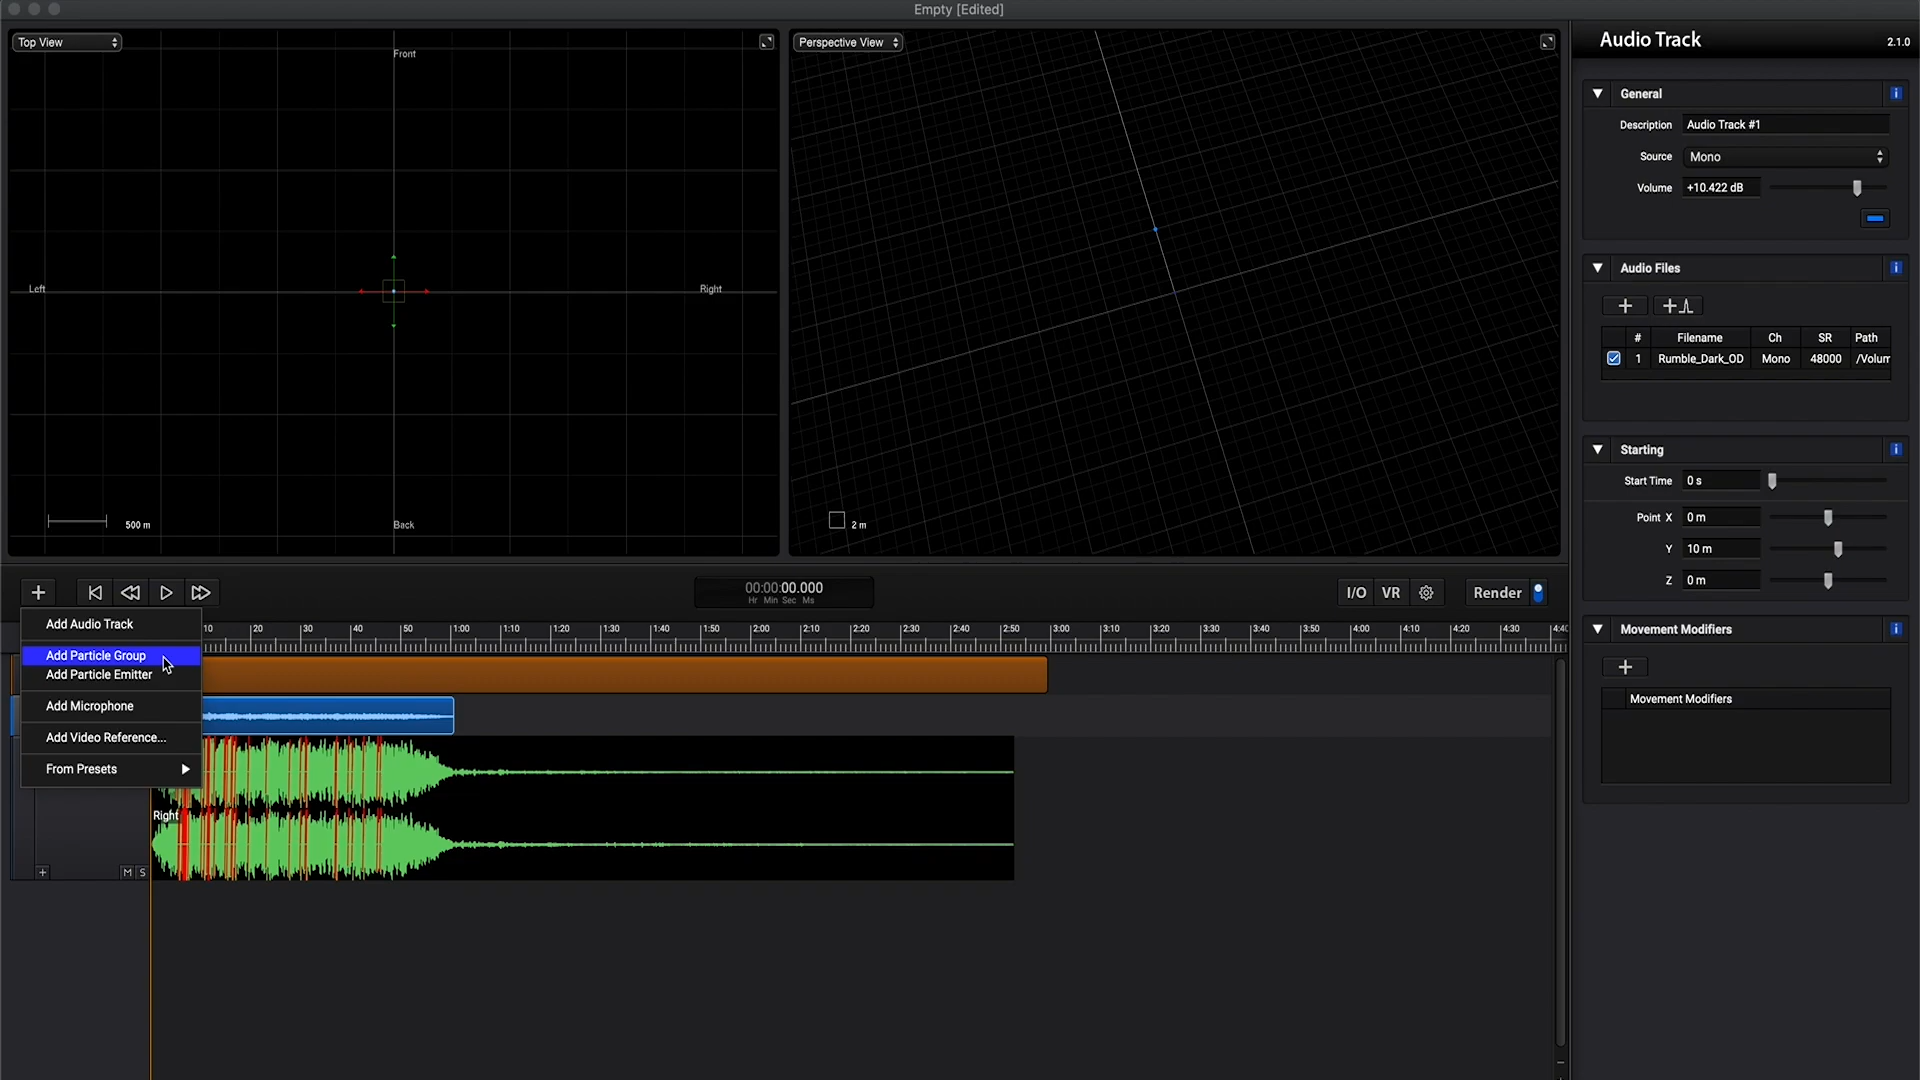 Empty [Edited]
Top View
Front
Left
Right
500 m
Back
Perspective View
2 m
Audio Track
2.1.0
General
Description
Audio Track #1
Source
Mono
Volume
+10.422 dB
Audio Files
# Filename Ch SR Path
1 Rumble_Dark_OD Mono 48000 /Volum
Starting
Start Time 0 s
Point X 0 m
Y 10 m
Z 0 m
Movement Modifiers
Movement Modifiers
00:00:00.000
Hr Min Sec Ms
I/O
VR
Render
Add Audio Track
Add Particle Group
Add Particle Emitter
Add Microphone
Add Video Reference...
From Presets
10 20 30 40 50 1:00 1:10 1:20 1:30 1:40 1:50 2:00 2:10 2:20 2:30 2:40 2:50 3:00 3:10 3:20 3:30 3:40 3:50 4:00 4:10 4:20 4:30 4:40
Right
M S